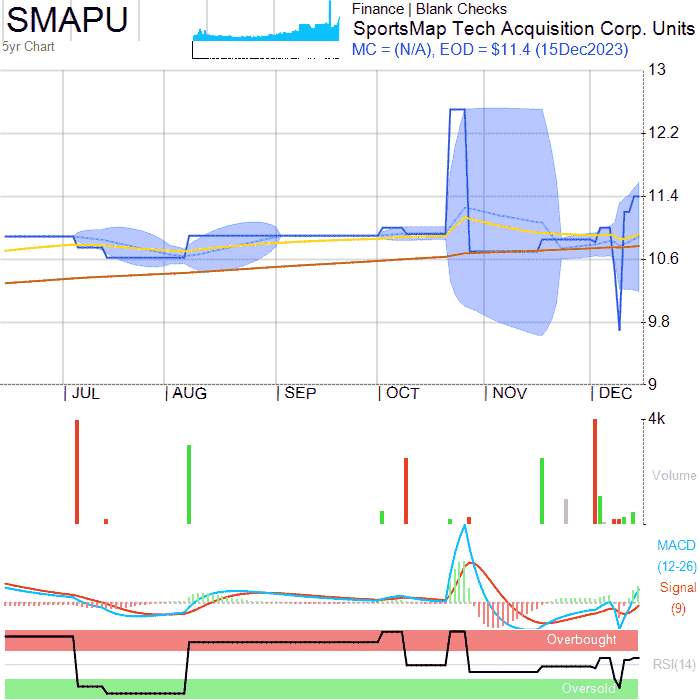 SMAPU
5yr Chart
Finance | Blank Checks
SportsMap Tech Acquisition Corp. Units
MC = (N/A), EOD = $11.4 (15Dec2023)
13
12.2
11.4
10.6
9.8
9
JUL AUG SEP OCT NOV DEC
4k
Volume
MACD
(12-26)
Signal
(9)
Overbought
RSI(14)
Oversold